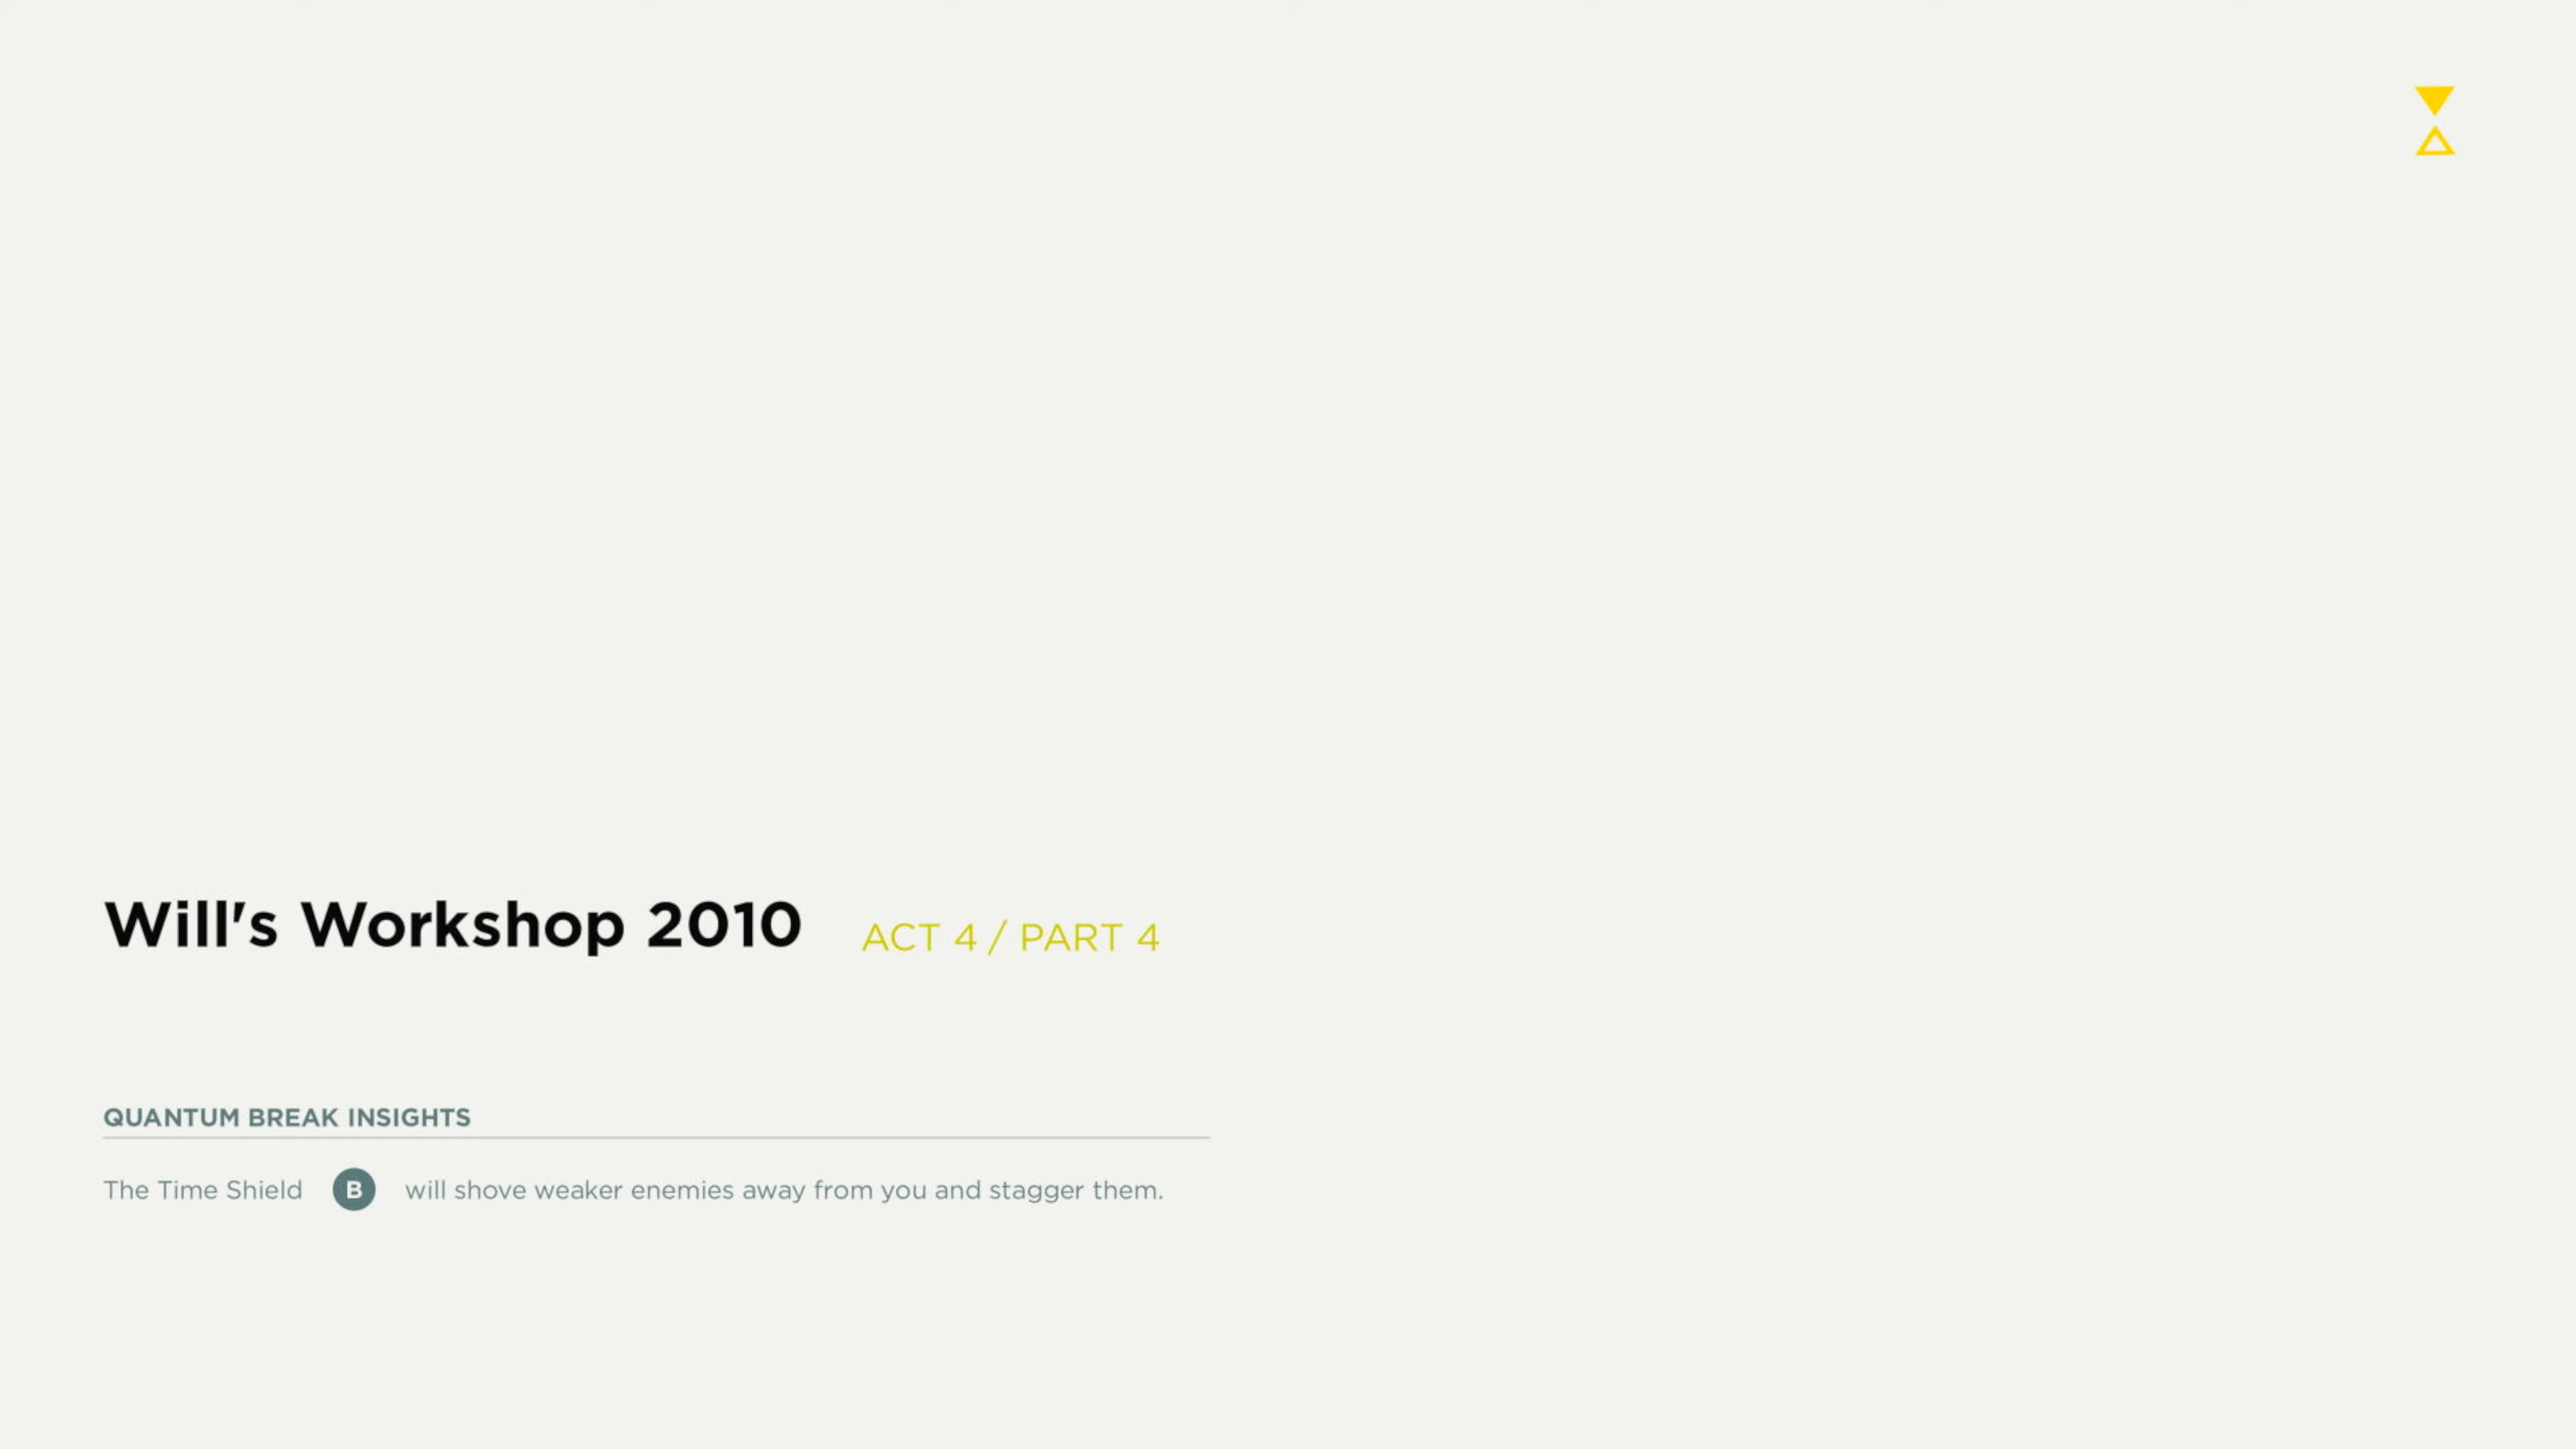 Will's Workshop 2010 ACT 4 / PART 4
QUANTUM BREAK INSIGHTS
The Time Shield B will shove weaker enemies away from you and stagger them.